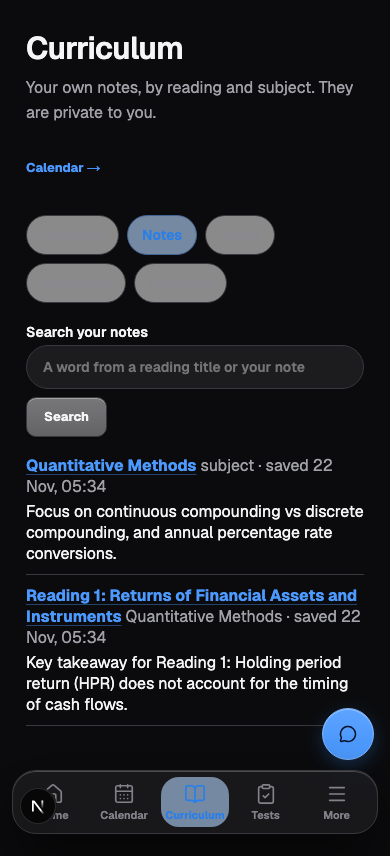 Curriculum
Your own notes, by reading and subject. They
are private to you.
Calendar →
Notes
Search your notes
A word from a reading title or your note
Search
Quantitative Methods subject · saved 22
Nov, 05:34
Focus on continuous compounding vs discrete
compounding, and annual percentage rate
conversions.
Reading 1: Returns of Financial Assets and
Instruments Quantitative Methods · saved 22
Nov, 05:34
Key takeaway for Reading 1: Holding period
return (HPR) does not account for the timing
of cash flows.
N
Calendar Curriculum Tests More